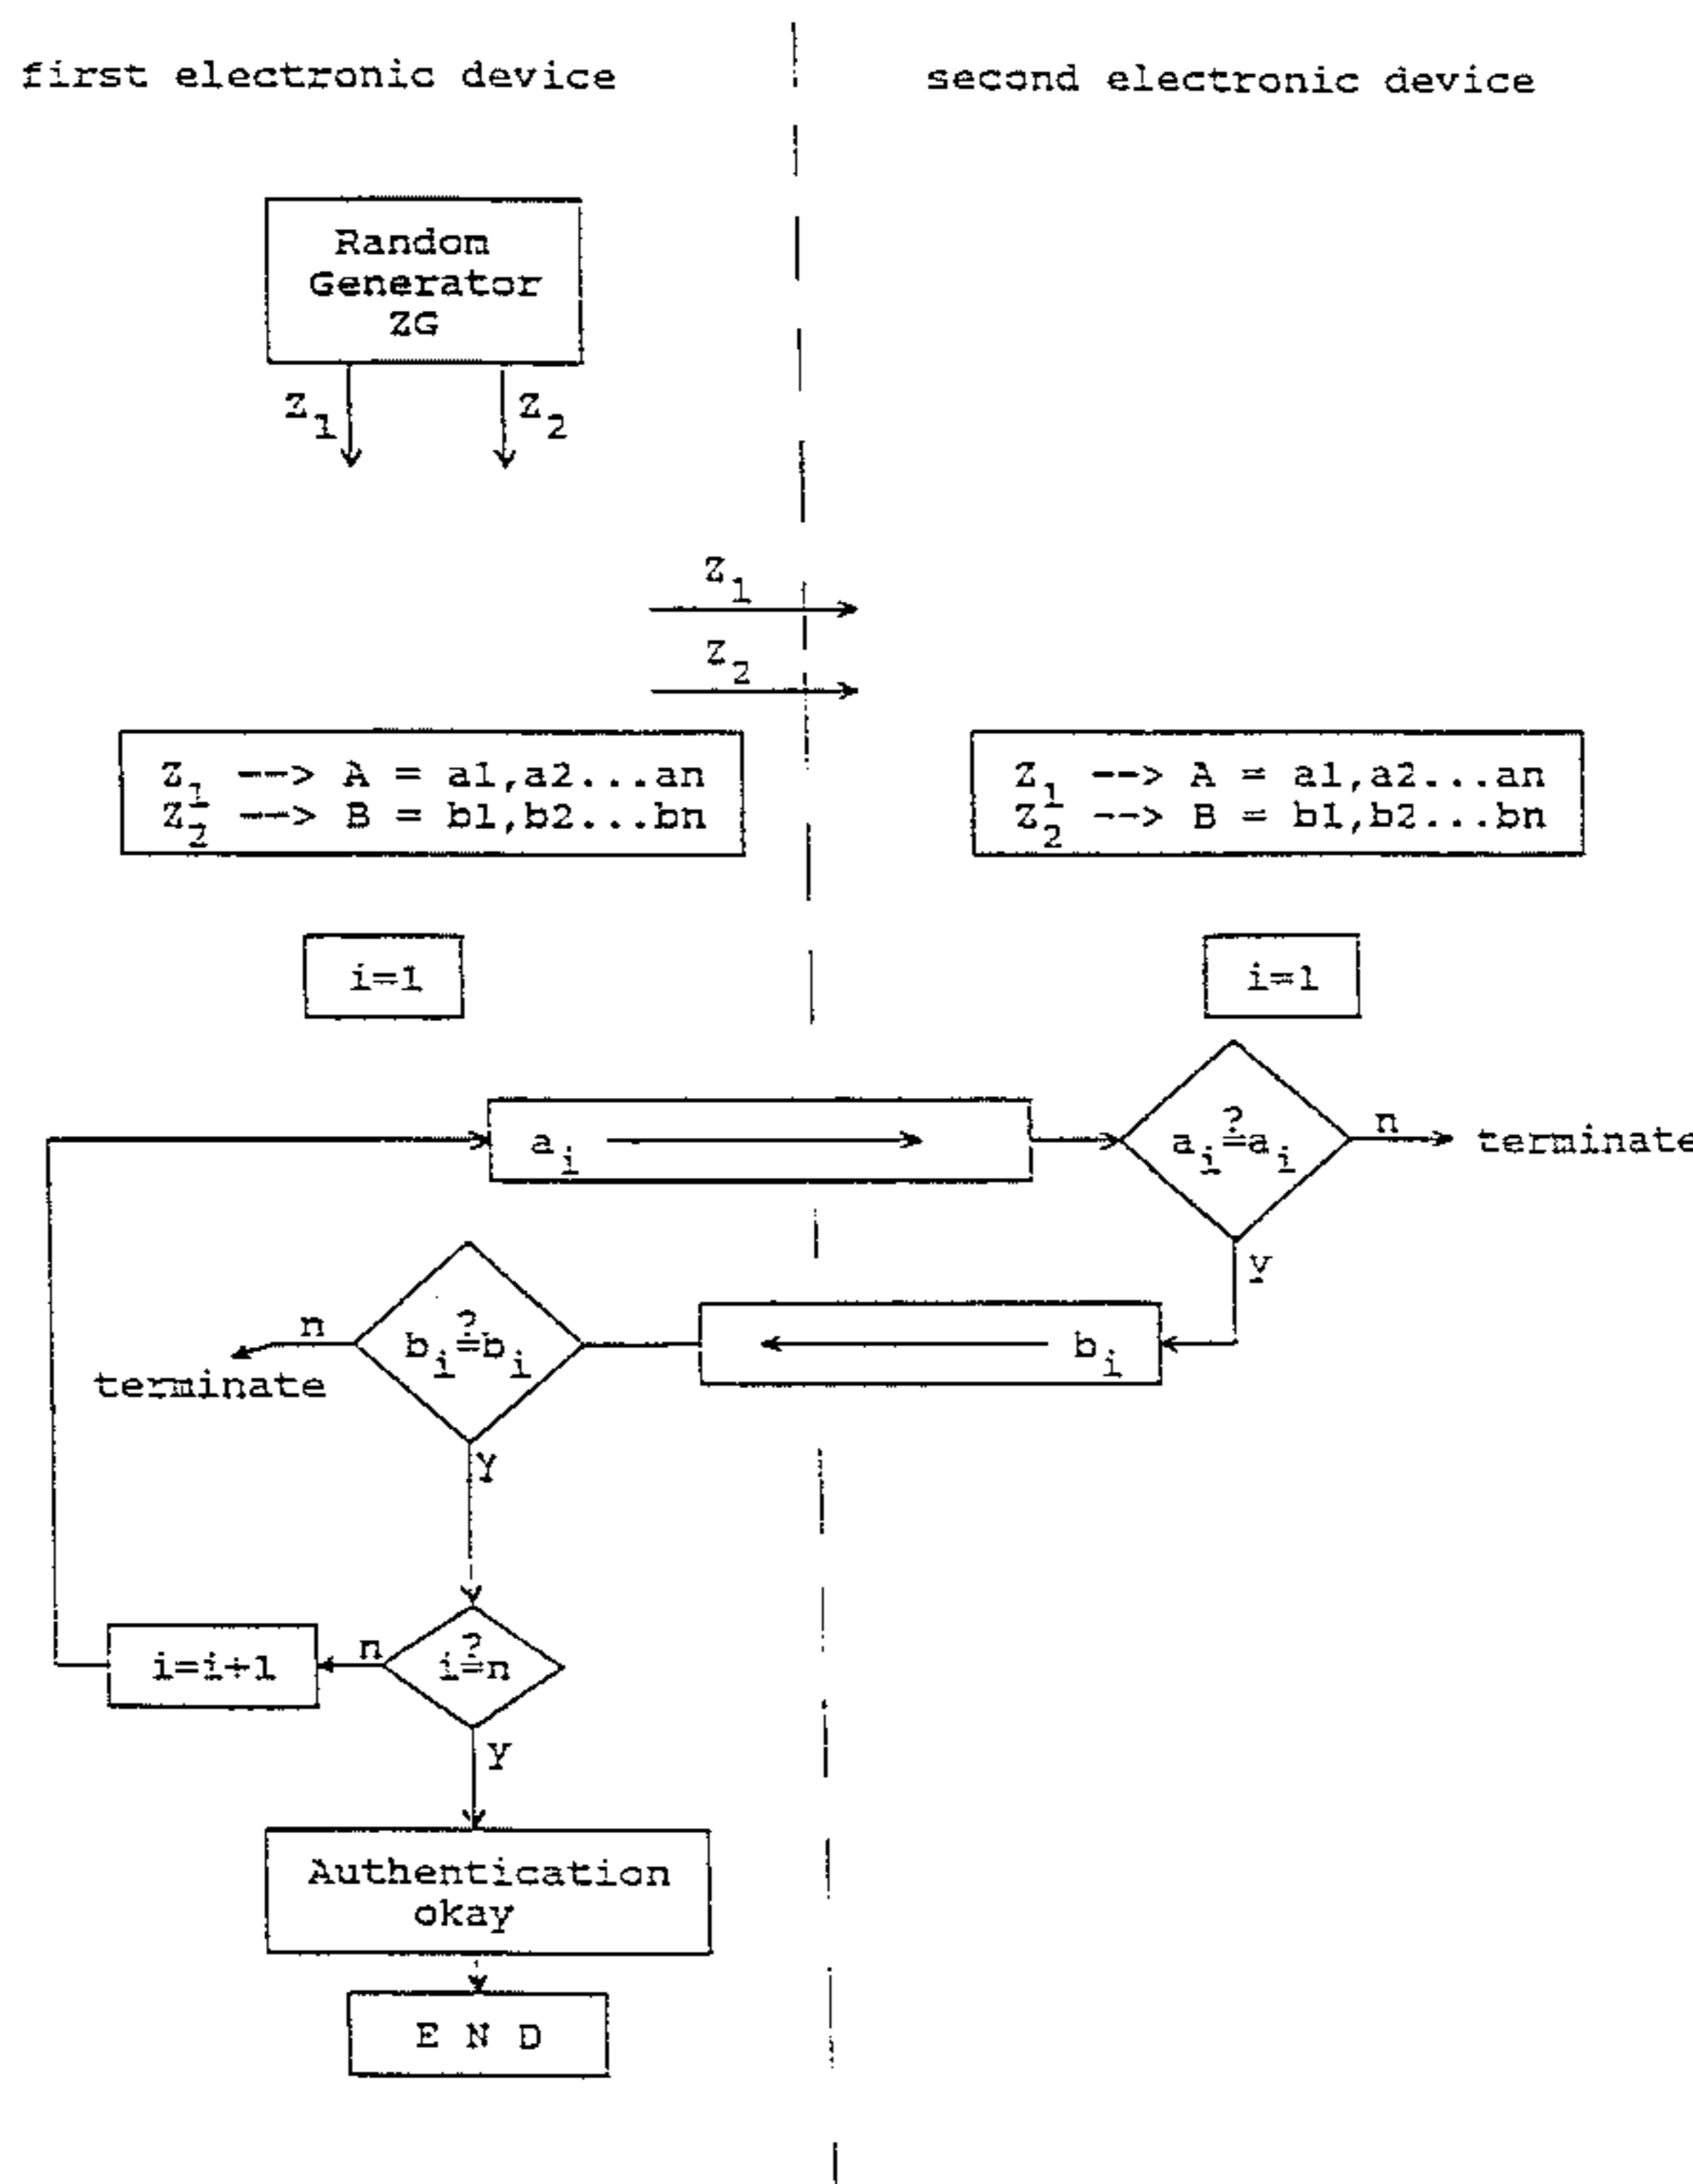 first electronic device
second electronic device
Random
Generator
ZG
Z1
Z2
Z1
Z2
Z1 --> A = a1,a2...an
Z2 --> B = b1,b2...bn
Z1 --> A = a1,a2...an
Z2 --> B = b1,b2...bn
i=1
i=1
ai
ai ?= ai
n
terminate
y
bi
bi ?= bi
n
terminate
y
i ?= n
n
i=i+1
y
Authentication
okay
E N D